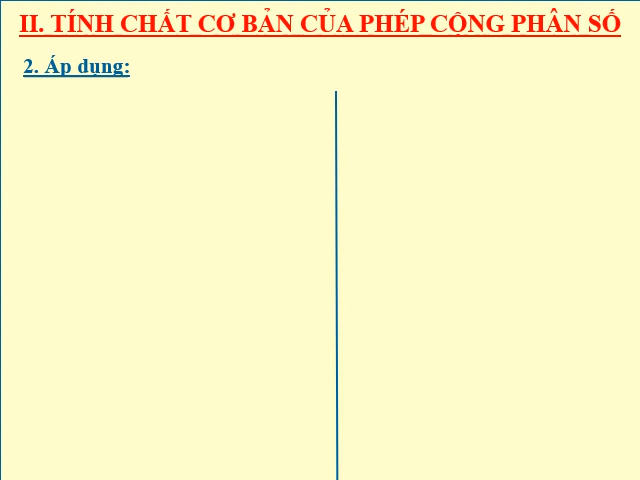 II. TÍNH CHẤT CƠ BẢN CỦA PHÉP CỘNG PHÂN SỐ
2. Áp dụng: